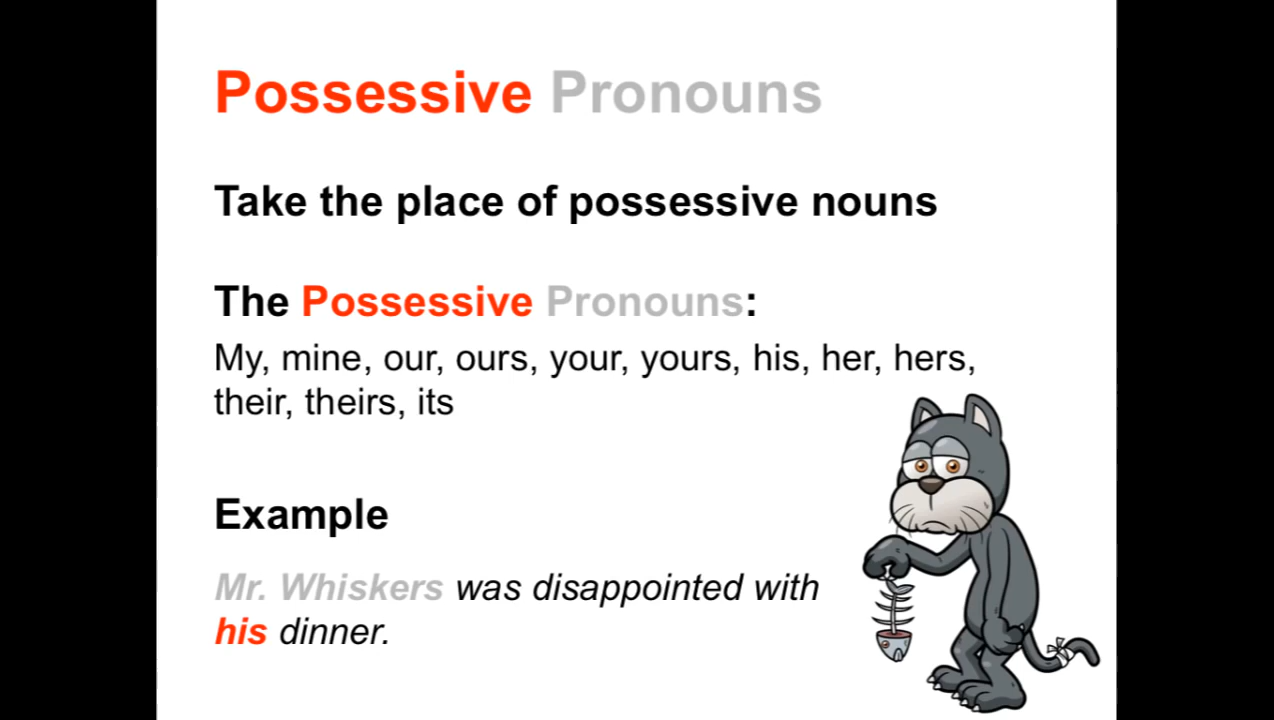 Possessive Pronouns
Take the place of possessive nouns
The Possessive Pronouns:
My, mine, our, ours, your, yours, his, her, hers,
their, theirs, its
Example
Mr. Whiskers was disappointed with
his dinner.